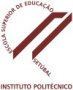 ESCOLA SUPERIOR DE EDUCAÇÃO
SETÚBAL
INSTITUTO POLITÉCNICO